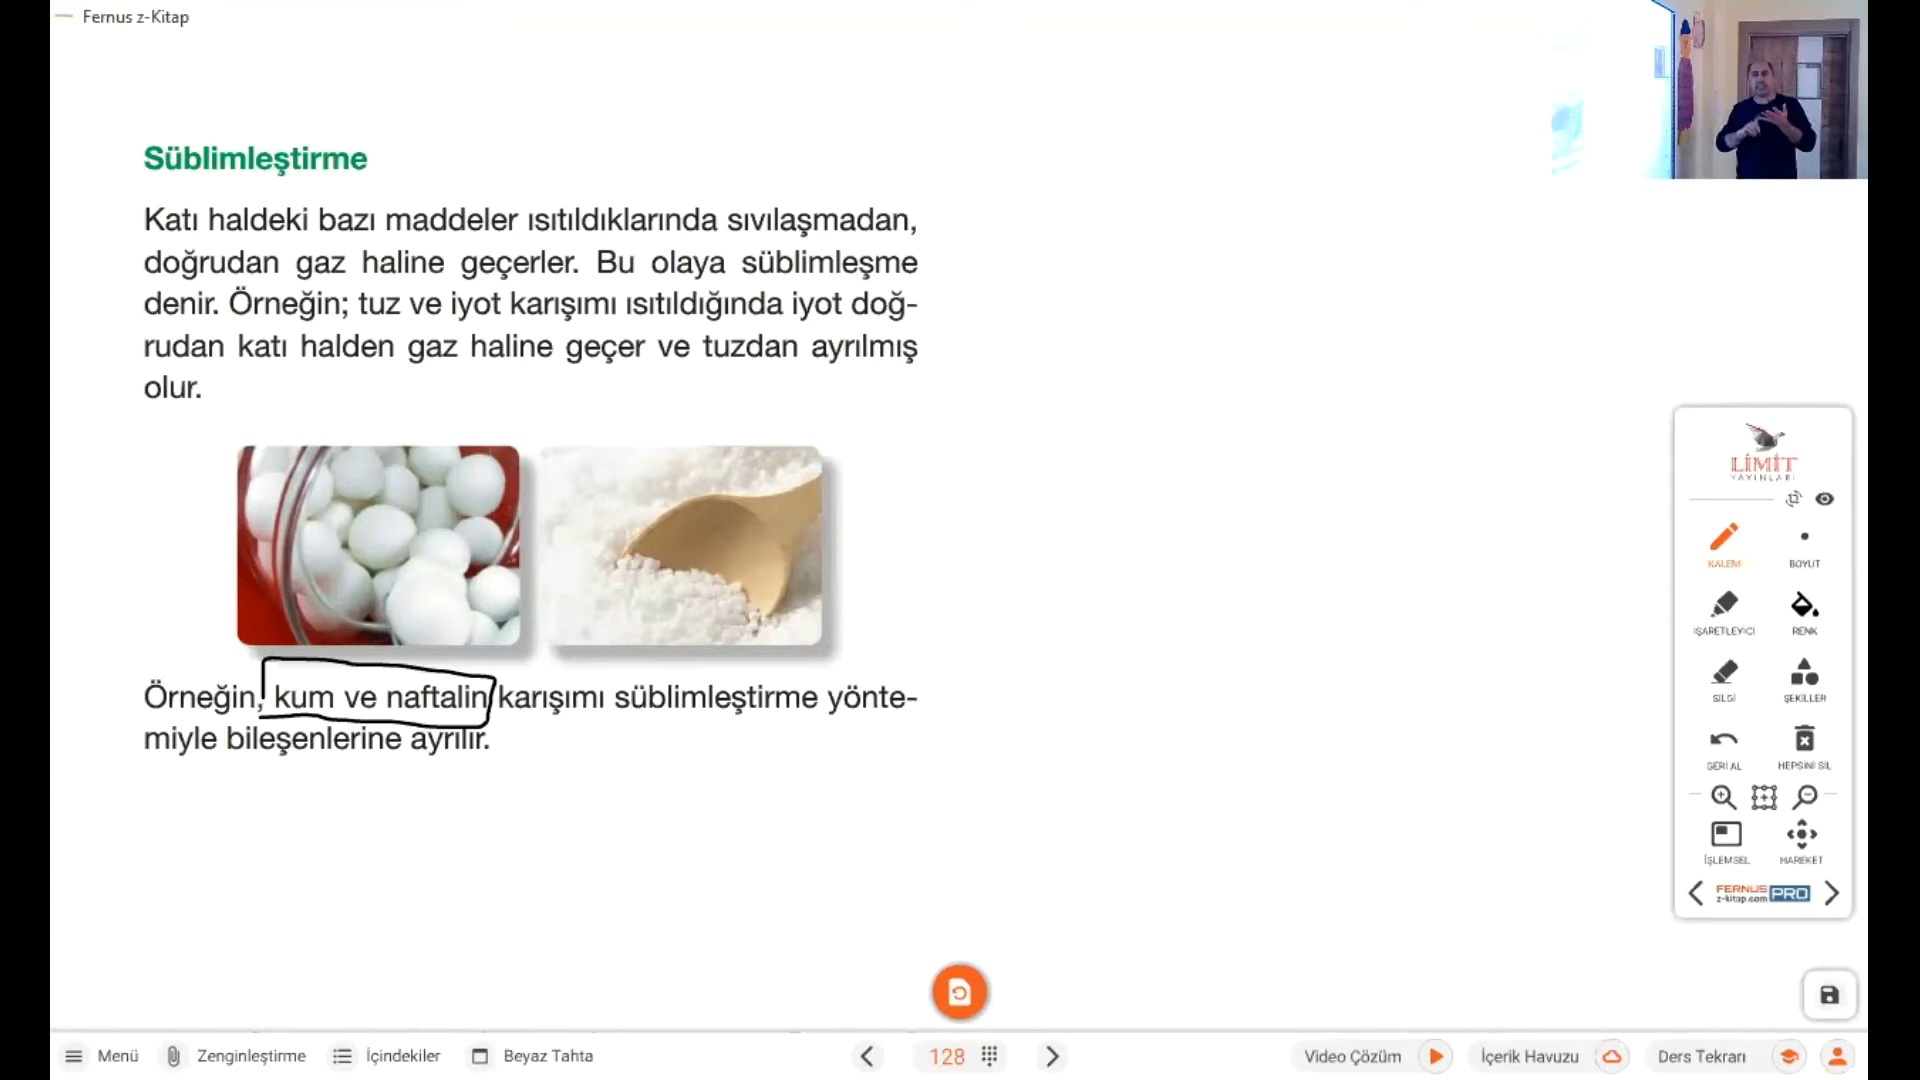 Fernus z-Kitap
Süblimleştirme
Katı haldeki bazı maddeler ısıtıldıklarında sıvılaşmadan,
doğrudan gaz haline geçerler. Bu olaya süblimleşme
denir. Örneğin; tuz ve iyot karışımı ısıtıldığında iyot doğ-
rudan katı halden gaz haline geçer ve tuzdan ayrılmış
olur.
Örneğin, kum ve naftalin karışımı süblimleştirme yönte-
miyle bileşenlerine ayrılır.
LİMİT
YAYINLARI
KALEM BOYUT
İŞARETLEYİCİ RENK
SİLGİ ŞEKİLLER
GERİ AL HEPSİNİ SİL
İŞLEMSEL HAREKET
FERNUS PRO
z-kitap.com
Menü Zenginleştirme İçindekiler Beyaz Tahta 128 Video Çözüm İçerik Havuzu Ders Tekrarı